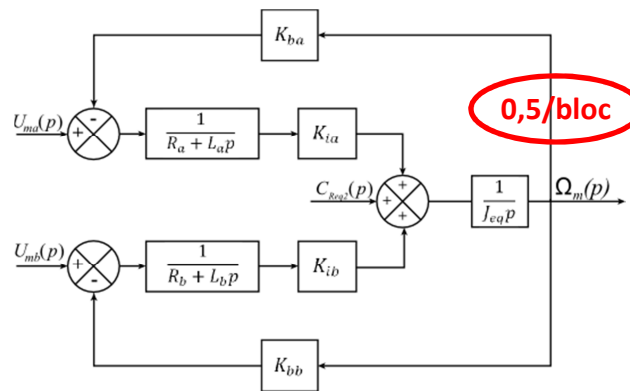 K_ba
0,5/bloc
-
U_ma(p)
+
1
R_a + L_a p
K_ia
+
C_Req2(p)
+
+
1
J_eq p
Ω_m(p)
U_mb(p)
+
-
1
R_b + L_b p
K_ib
K_bb